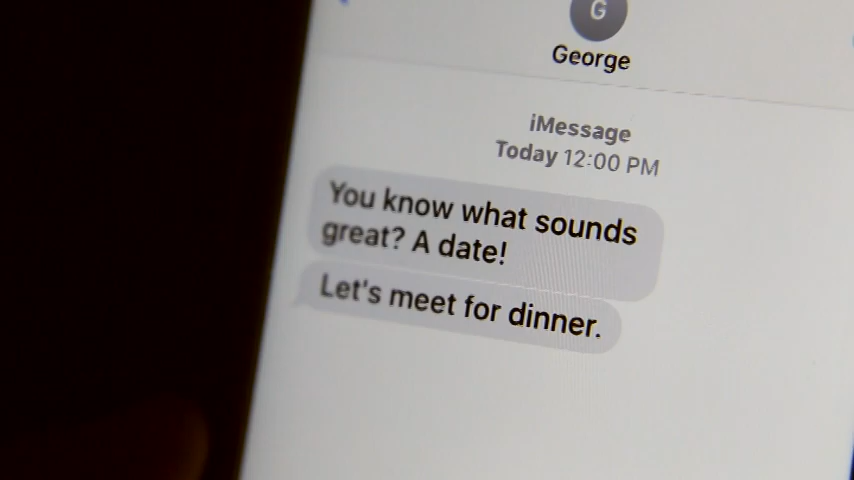 G
George
iMessage
Today 12:00 PM
You know what sounds
great? A date!
Let's meet for dinner.